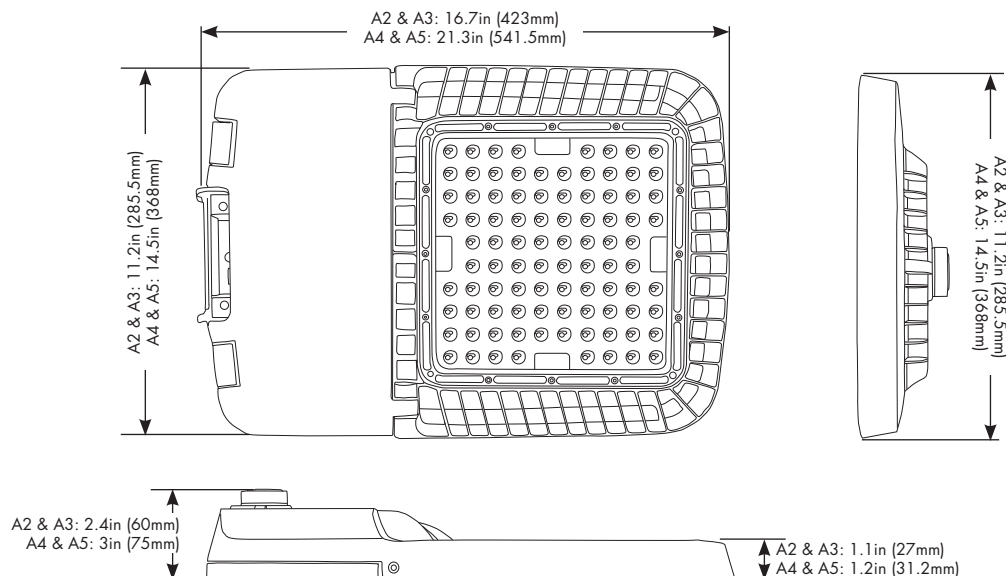 A2 & A3: 16.7in (423mm)
A4 & A5: 21.3in (541.5mm)
A2 & A3: 11.2in (285.5mm)
A4 & A5: 14.5in (368mm)
A2 & A3: 11.2in (285.5mm)
A4 & A5: 14.5in (368mm)
A2 & A3: 2.4in (60mm)
A4 & A5: 3in (75mm)
A2 & A3: 1.1in (27mm)
A4 & A5: 1.2in (31.2mm)